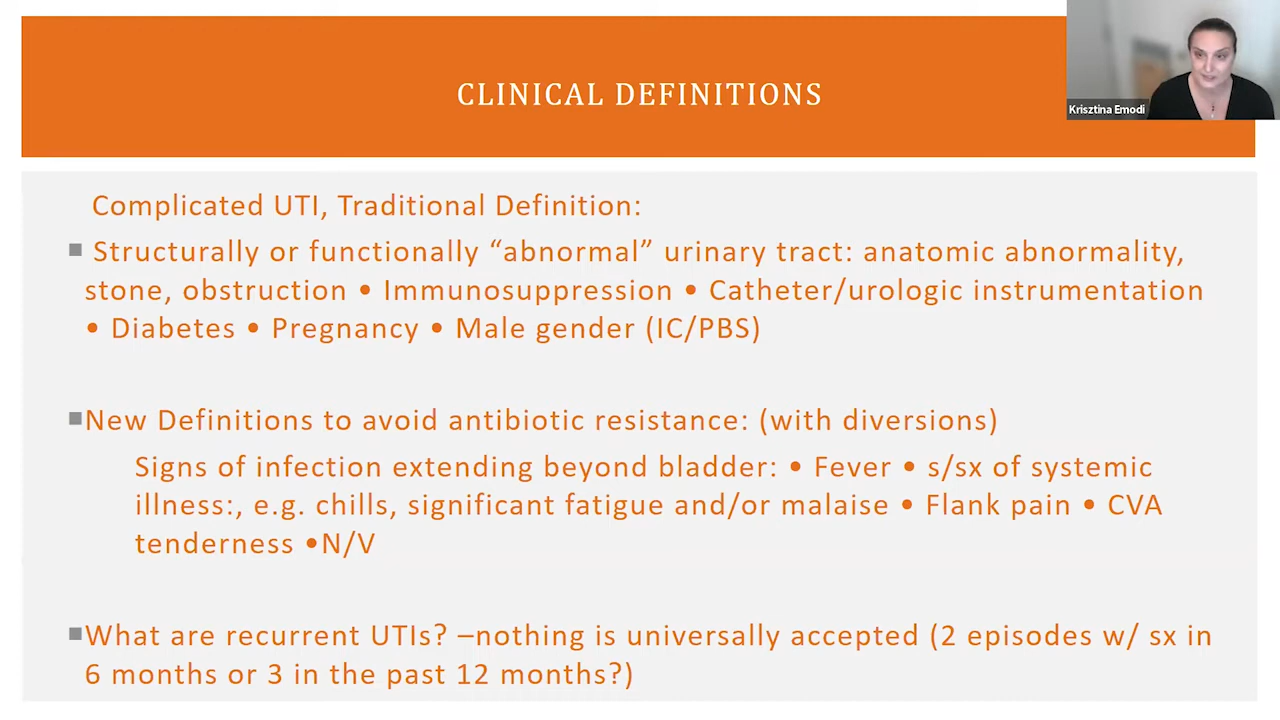 CLINICAL DEFINITIONS
Krisztina Emodi
Complicated UTI, Traditional Definition:
▪ Structurally or functionally “abnormal” urinary tract: anatomic abnormality,
stone, obstruction • Immunosuppression • Catheter/urologic instrumentation
• Diabetes • Pregnancy • Male gender (IC/PBS)
▪New Definitions to avoid antibiotic resistance: (with diversions)
Signs of infection extending beyond bladder: • Fever • s/sx of systemic
illness:, e.g. chills, significant fatigue and/or malaise • Flank pain • CVA
tenderness •N/V
▪What are recurrent UTIs? –nothing is universally accepted (2 episodes w/ sx in
6 months or 3 in the past 12 months?)